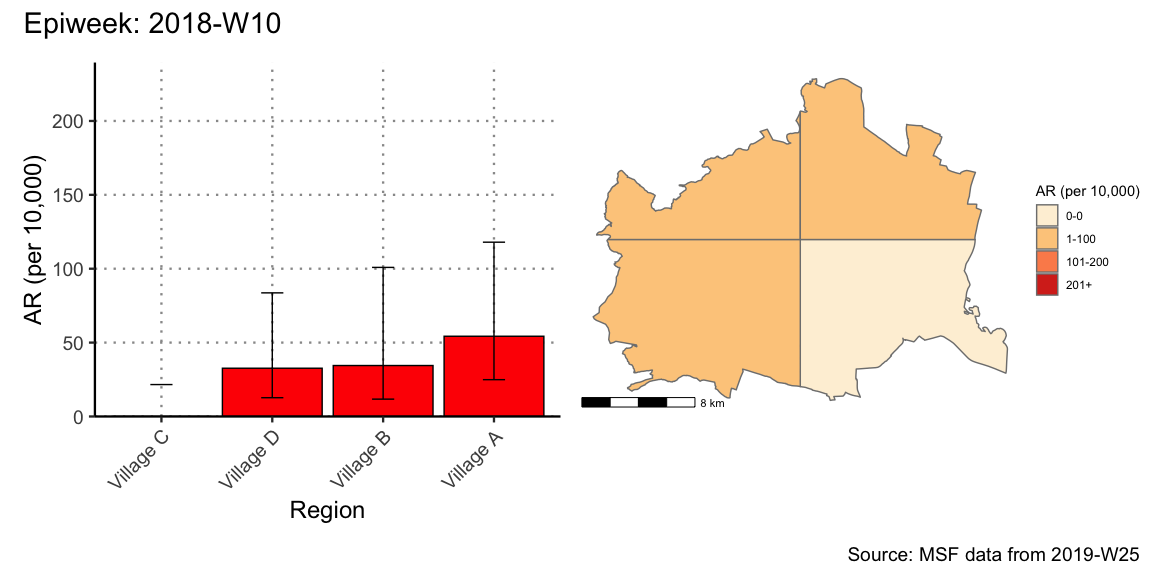 Epiweek: 2018-W10
AR (per 10,000)
200
150
100
50
0
Village C
Village D
Village B
Village A
Region
8 km
AR (per 10,000)
0-0
1-100
101-200
201+
Source: MSF data from 2019-W25